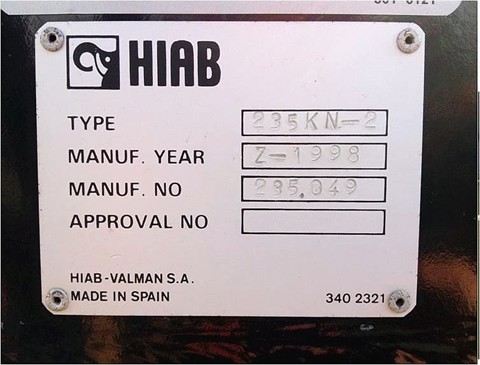 HIAB
TYPE 235KN-2
MANUF. YEAR Z-1998
MANUF. NO 295.049
APPROVAL NO
HIAB-VALMAN S.A.
MADE IN SPAIN 340 2321